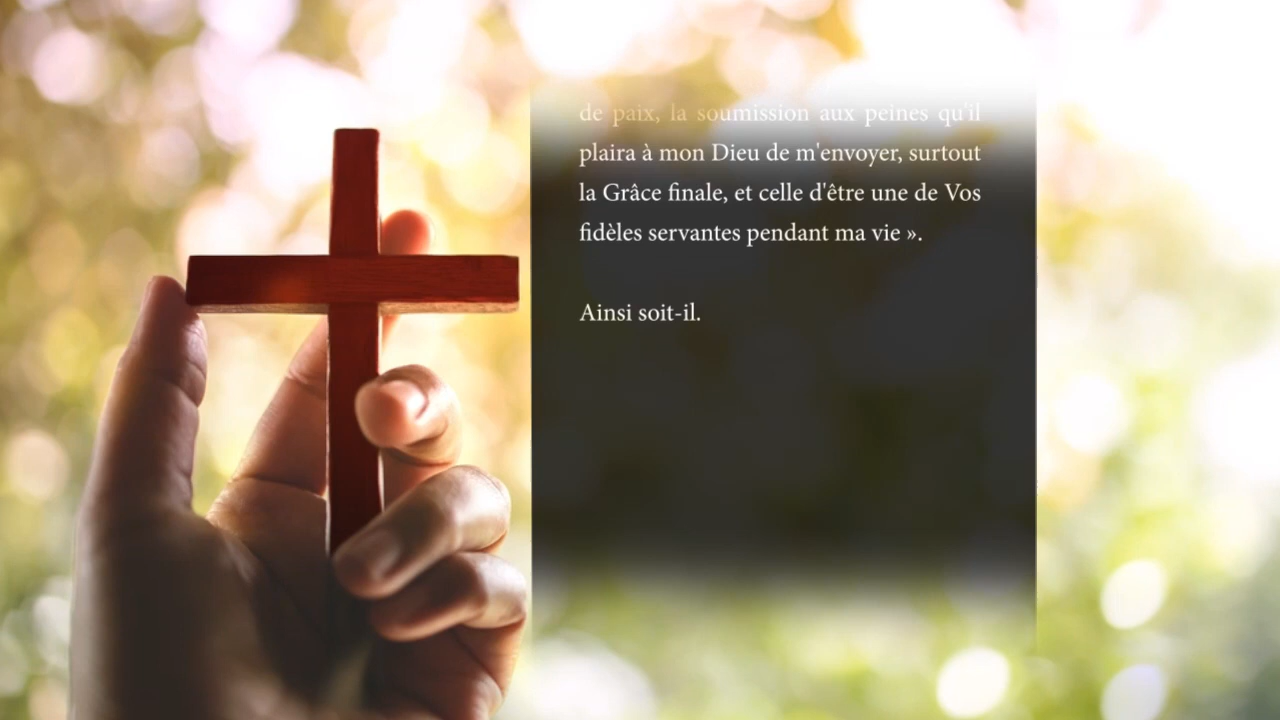 de paix, la soumission aux peines qu'il
plaira à mon Dieu de m'envoyer, surtout
la Grâce finale, et celle d'être une de Vos
fidèles servantes pendant ma vie ».
Ainsi soit-il.